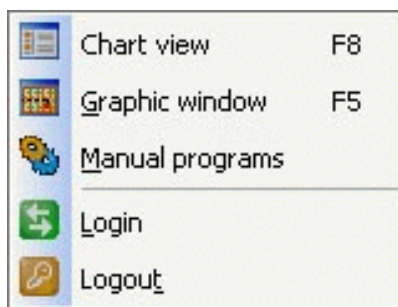 Chart view F8
Graphic window F5
Manual programs
Login
Logout